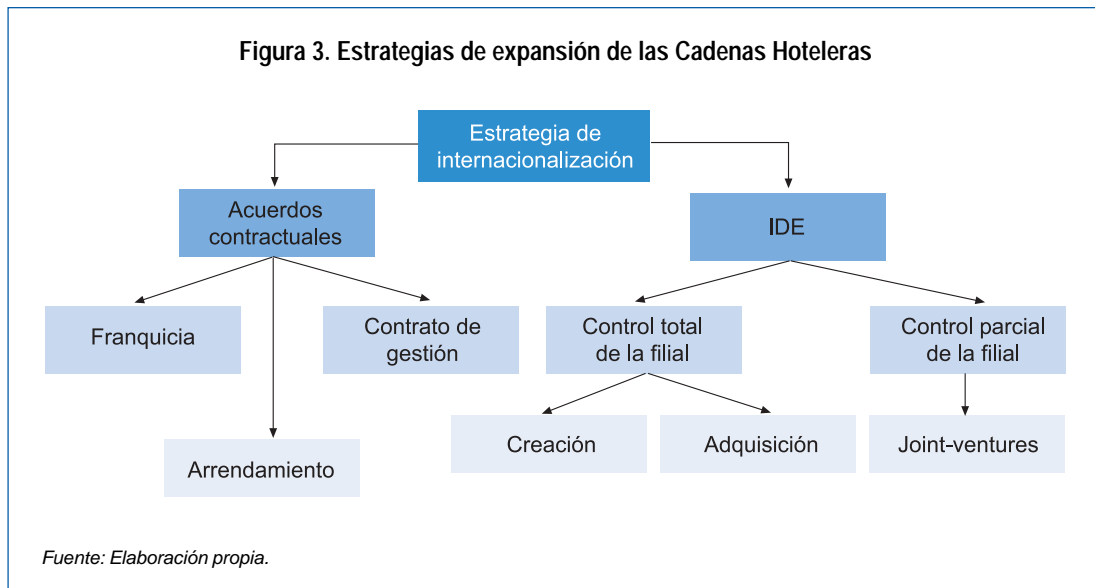 Figura 3. Estrategias de expansión de las Cadenas Hoteleras
Estrategia de
internacionalización
Acuerdos
contractuales
IDE
Franquicia
Contrato de
gestión
Control total
de la filial
Control parcial
de la filial
Arrendamiento
Creación
Adquisición
Joint-ventures
Fuente: Elaboración propia.